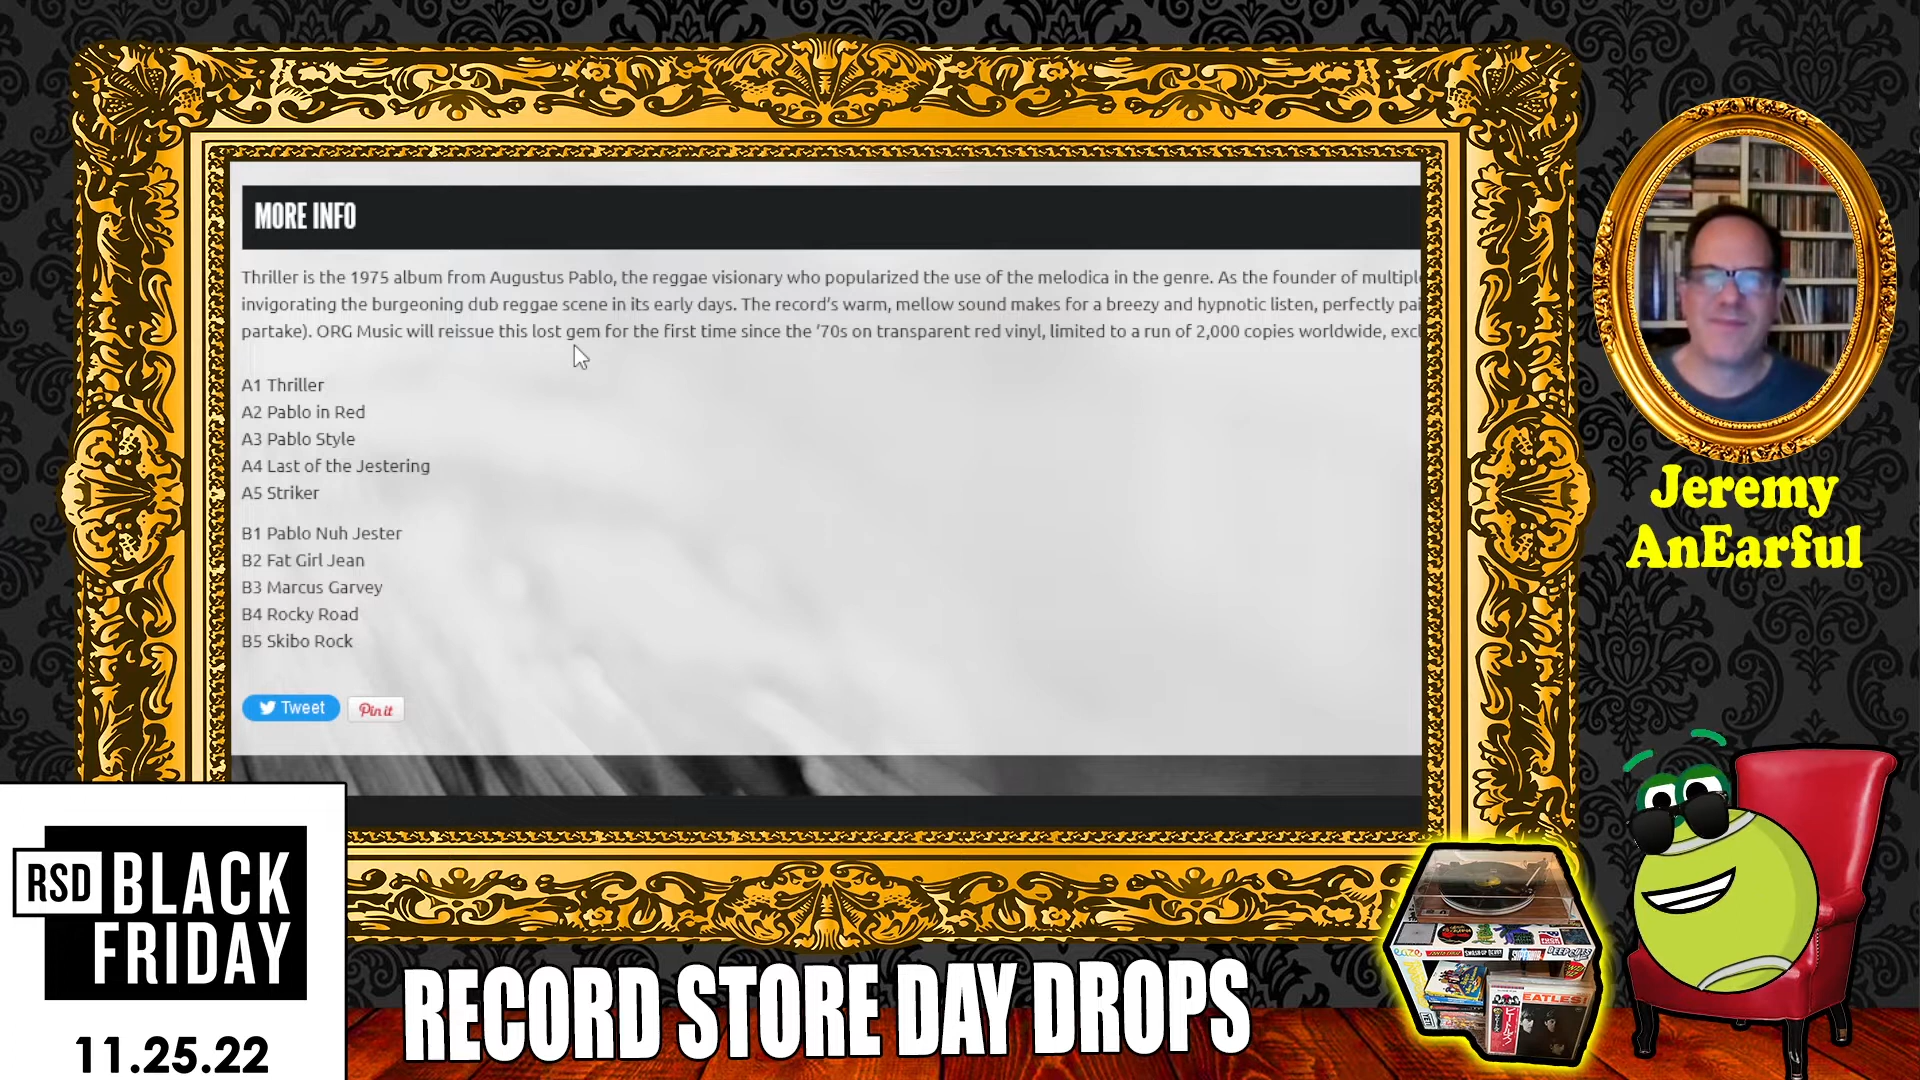 MORE INFO
Thriller is the 1975 album from Augustus Pablo, the reggae visionary who popularized the use of the melodica in the genre. As the founder of multiple
invigorating the burgeoning dub reggae scene in its early days. The record’s warm, mellow sound makes for a breezy and hypnotic listen, perfectly pai
partake). ORG Music will reissue this lost gem for the first time since the ’70s on transparent red vinyl, limited to a run of 2,000 copies worldwide, excl
A1 Thriller
A2 Pablo in Red
A3 Pablo Style
A4 Last of the Jestering
A5 Striker
B1 Pablo Nuh Jester
B2 Fat Girl Jean
B3 Marcus Garvey
B4 Rocky Road
B5 Skibo Rock
Tweet
Pin it
Jeremy
AnEarful
RSD BLACK
FRIDAY
11.25.22
RECORD STORE DAY DROPS
BEATLES!